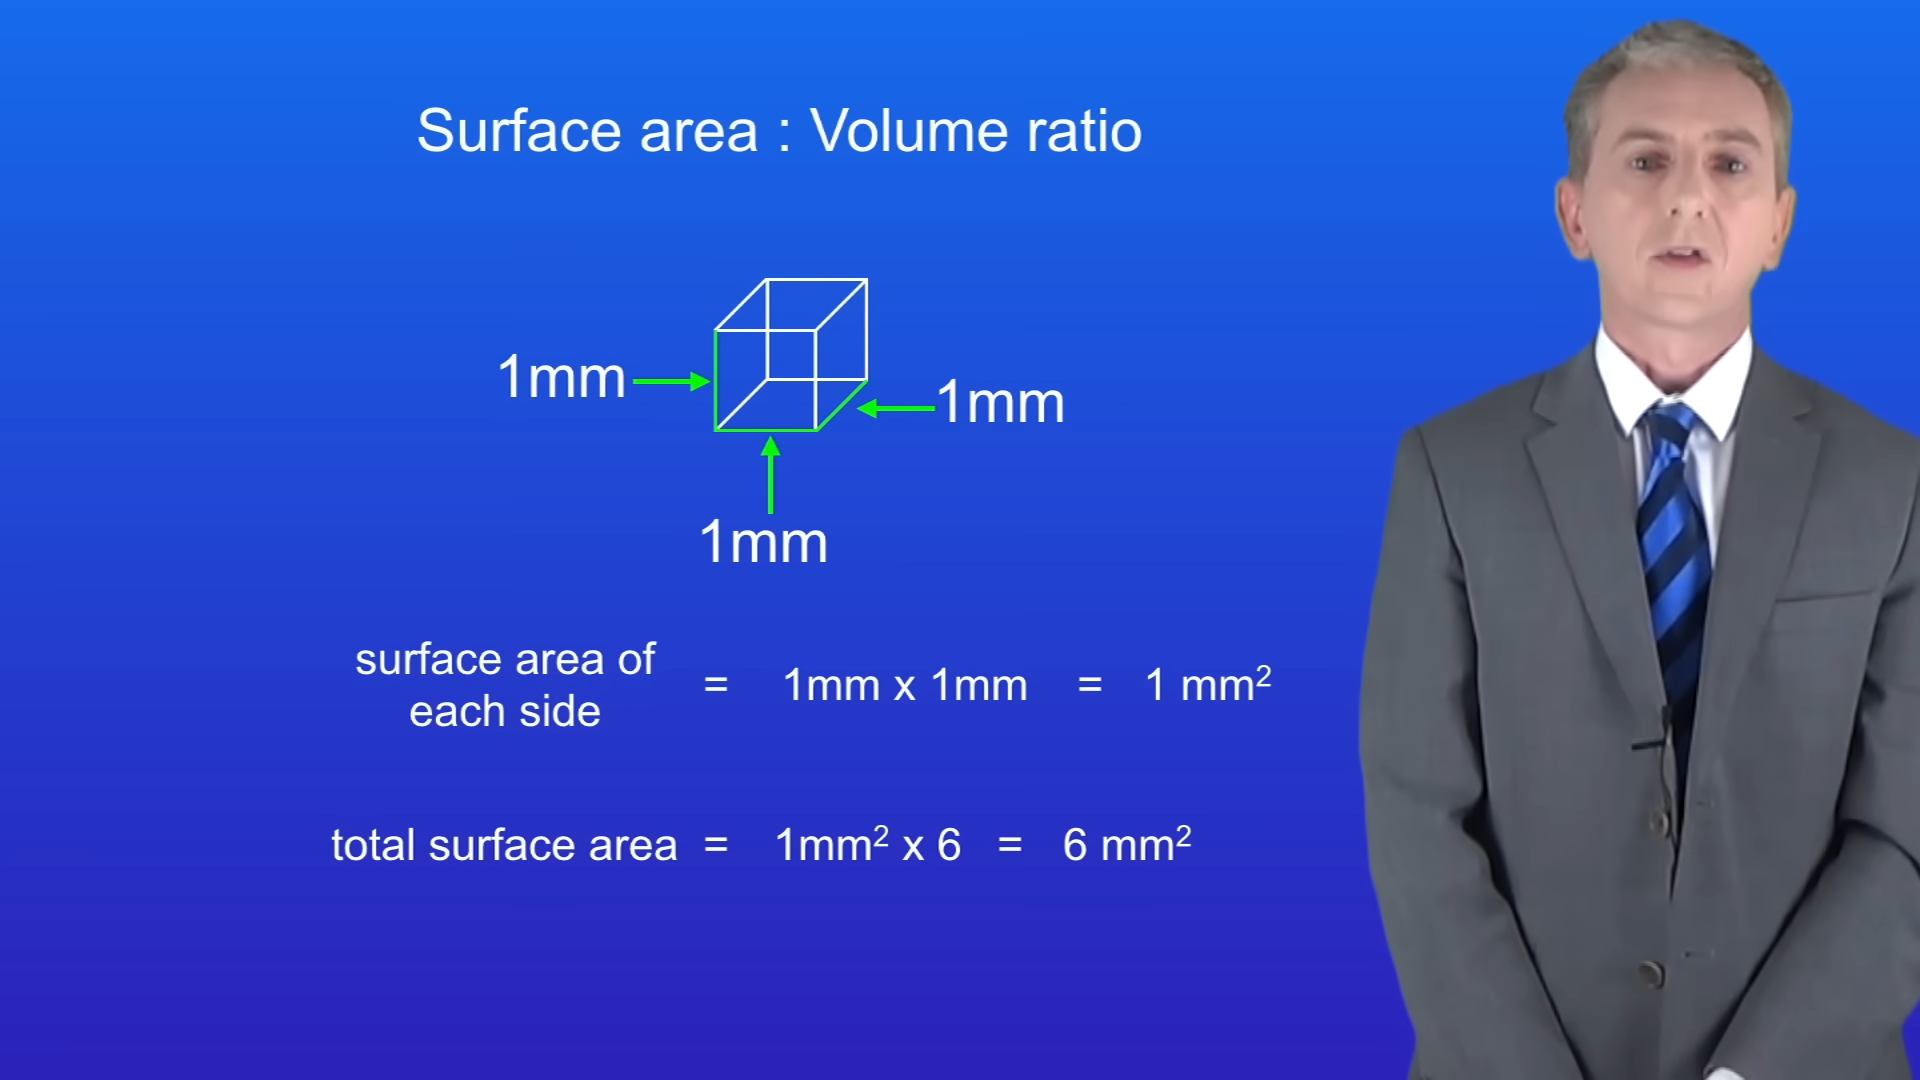 Surface area : Volume ratio
1mm
1mm
1mm
surface area of
each side
= 1mm x 1mm = 1 mm²
total surface area = 1mm² x 6 = 6 mm²